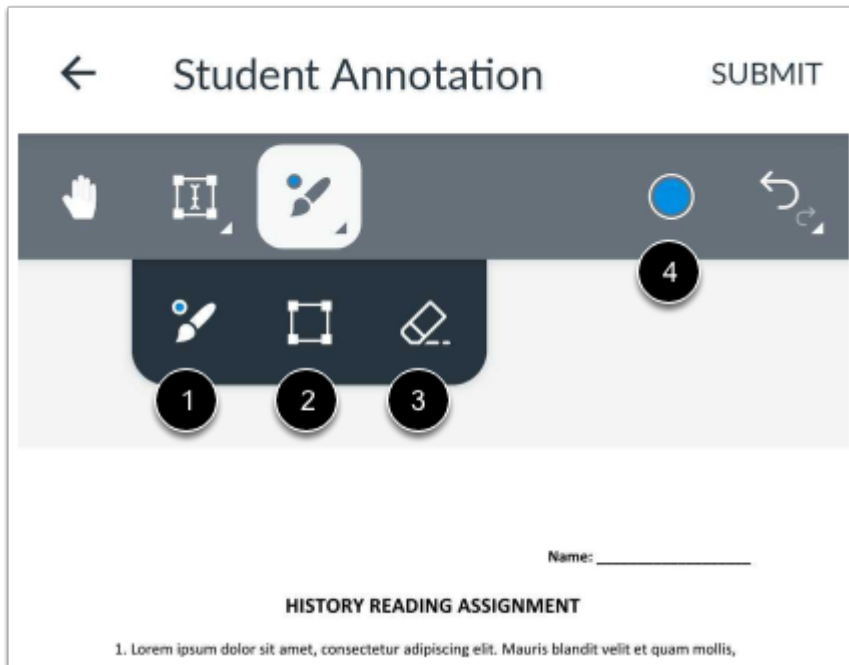 Student Annotation SUBMIT
4
1 2 3
Name: ____________________
HISTORY READING ASSIGNMENT
1. Lorem ipsum dolor sit amet, consectetur adipiscing elit. Mauris blandit velit et quam mollis,